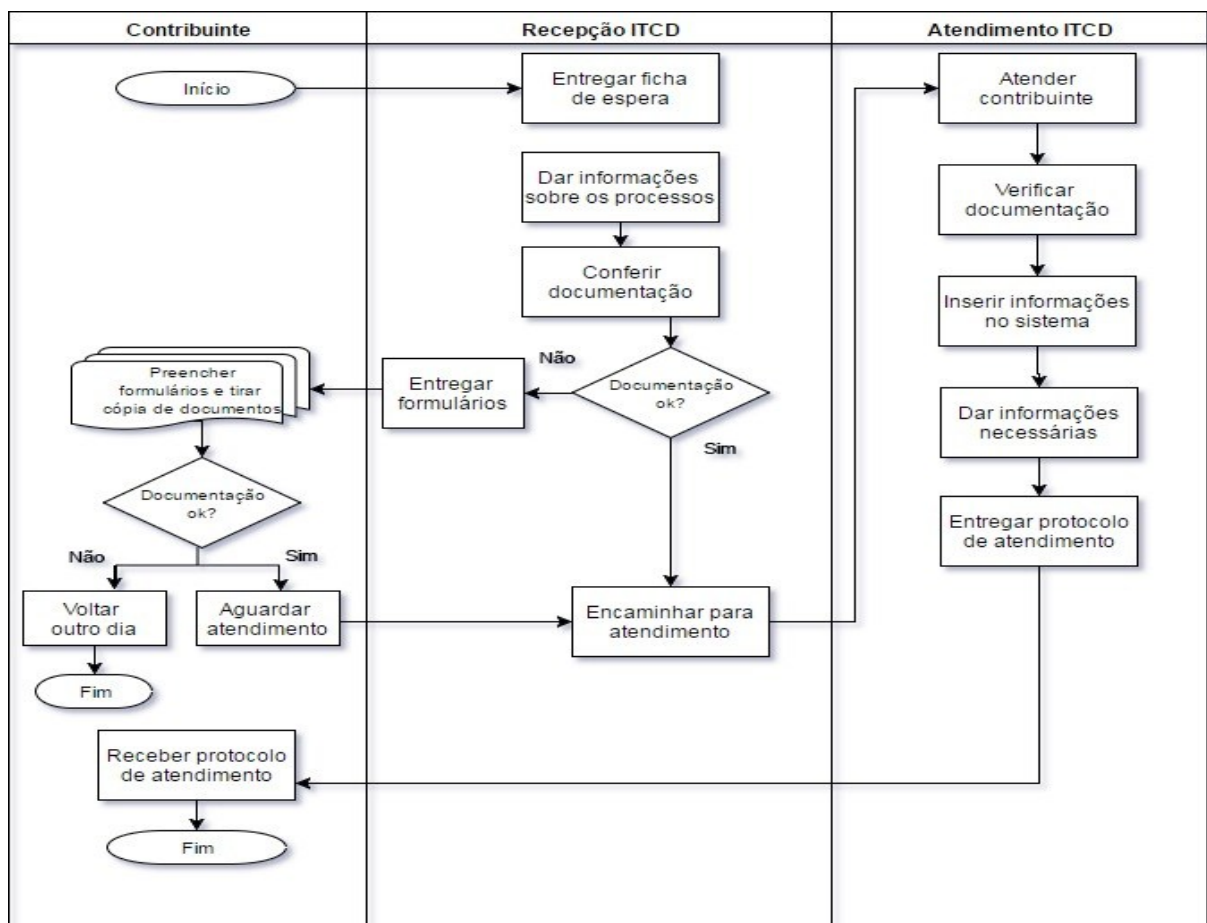 Contribuinte
Recepção ITCD
Atendimento ITCD
Início
Entregar ficha
de espera
Atender
contribuinte
Dar informações
sobre os processos
Verificar
documentação
Conferir
documentação
Inserir informações
no sistema
Não
Documentação
ok?
Sim
Entregar
formulários
Preencher
formulários e tirar
cópia de documentos
Dar informações
necessárias
Documentação
ok?
Não
Sim
Entregar protocolo
de atendimento
Voltar
outro dia
Aguardar
atendimento
Encaminhar para
atendimento
Fim
Receber protocolo
de atendimento
Fim